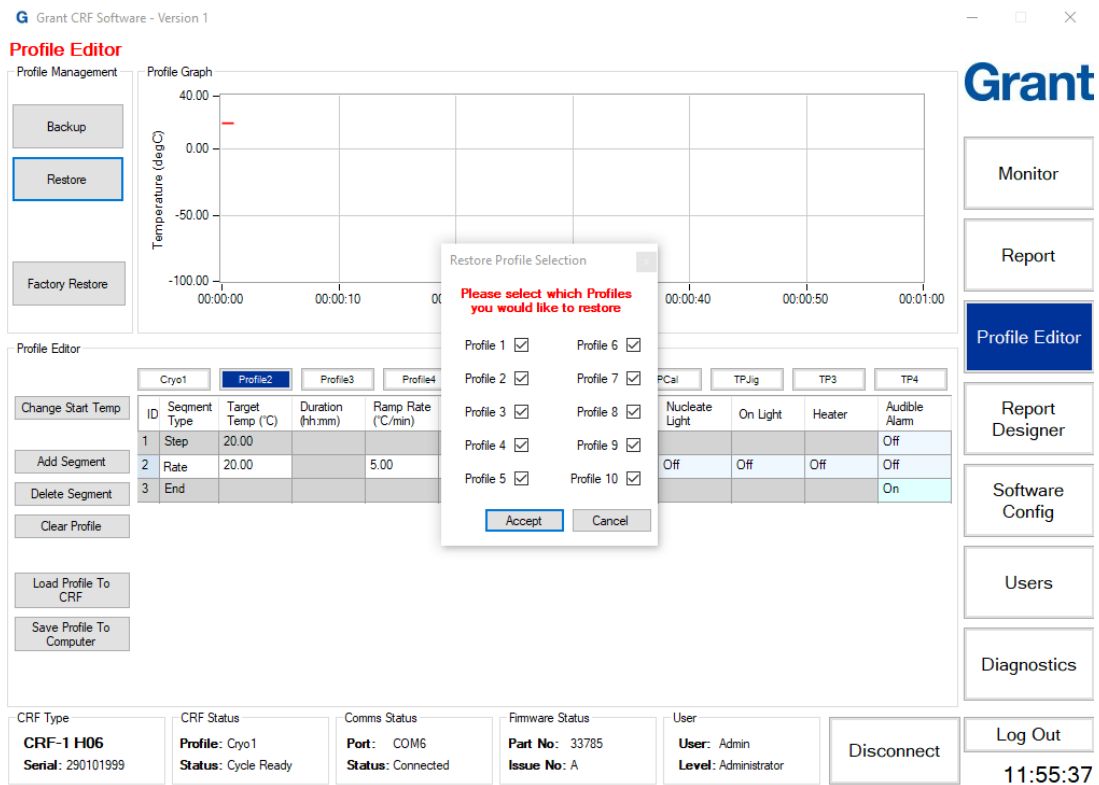 G Grant CRF Software - Version 1
Profile Editor
Grant
Profile Management
Backup
Restore
Factory Restore
Profile Graph
Temperature (degC)
40.00
0.00
-50.00
-100.00
00:00:00
00:00:10
00:00:40
00:00:50
00:01:00
Restore Profile Selection
Please select which Profiles
you would like to restore
Profile 1
Profile 6
Profile 2
Profile 7
Profile 3
Profile 8
Profile 4
Profile 9
Profile 5
Profile 10
Accept
Cancel
Profile Editor
Cryo1
Profile2
Profile3
Profile4
PCal
TPJig
TP3
TP4
Change Start Temp
Add Segment
Delete Segment
Clear Profile
Load Profile To
CRF
Save Profile To
Computer
ID
Segment
Type
Target
Temp (°C)
Duration
(hh:mm)
Ramp Rate
(°C/min)
Nucleate
Light
On Light
Heater
Audible
Alarm
1 Step 20.00 Off
2 Rate 20.00 5.00 Off Off Off Off
3 End On
Monitor
Report
Profile Editor
Report
Designer
Software
Config
Users
Diagnostics
Log Out
11:55:37
CRF Type
CRF-1 H06
Serial: 290101999
CRF Status
Profile: Cryo1
Status: Cycle Ready
Comms Status
Port: COM6
Status: Connected
Firmware Status
Part No: 33785
Issue No: A
User
User: Admin
Level: Administrator
Disconnect